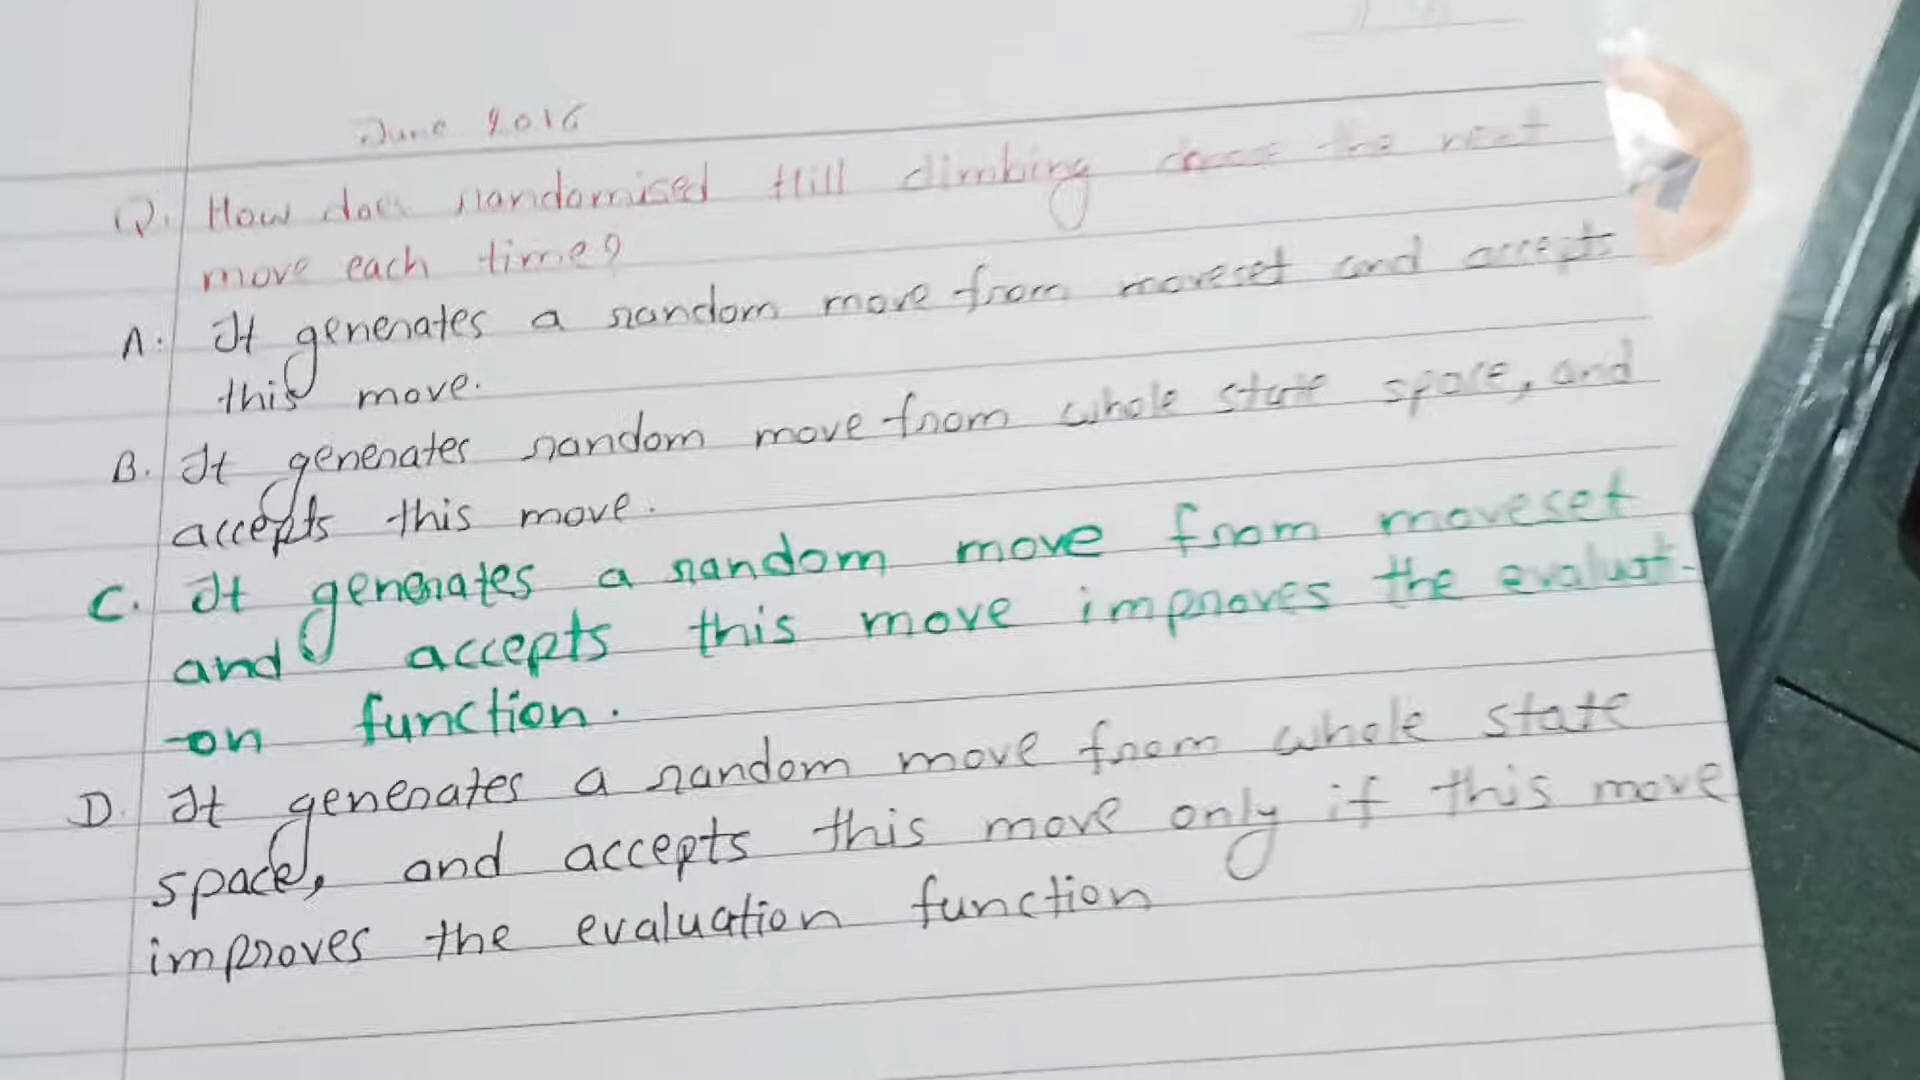 June 2016
Q. How does randomised Hill climbing the next
move each time?
A. It generates a random move from moveset and accepts
this move.
B. It generates random move from whole state space, and
accepts this move.
C. It generates a random move from moveset
and accepts this move improves the evaluati-
on function.
D. It generates a random move from whole state
space, and accepts this move only if this move
improves the evaluation function